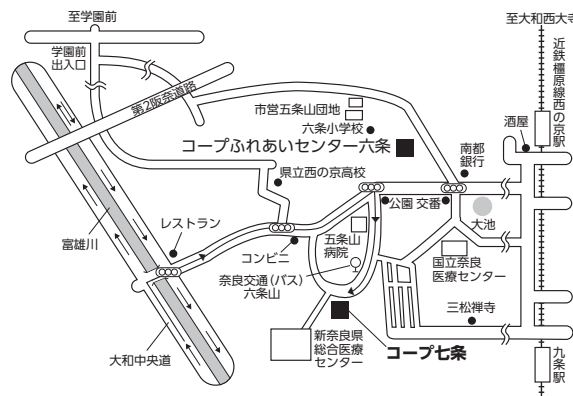 至学園前
至大和西大寺
学園前
出入口
近鉄橿原線西の京駅
第2阪奈道路
市営五条山団地
酒屋
六条小学校
コープふれあいセンター六条
南都
銀行
県立西の京高校
公園
交番
大池
レストラン
富雄川
五条山
病院
コンビニ
国立奈良
医療センター
奈良交通(バス)
六条山
三松禅寺
新奈良県
総合医療
センター
コープ七条
大和中央道
九条駅